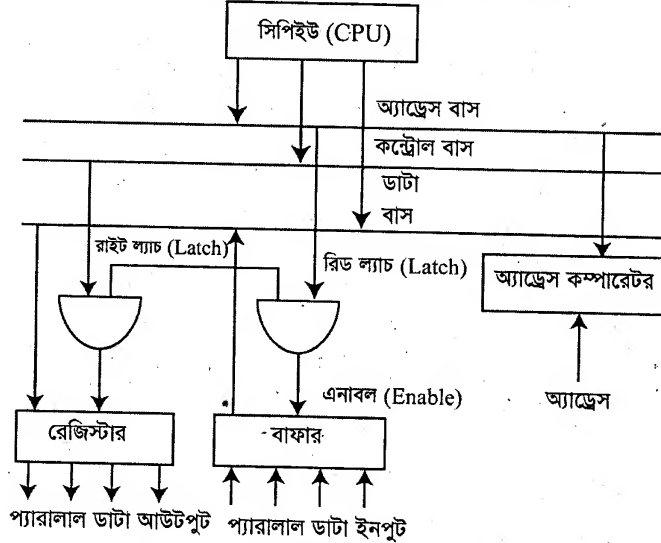 সিপিইউ (CPU)
অ্যাড্রেস বাস
কন্ট্রোল বাস
ডাটা
বাস
রাইট ল্যাচ (Latch)
রিড ল্যাচ (Latch)
অ্যাড্রেস কম্পারেটর
এনাবল (Enable)
অ্যাড্রেস
রেজিস্টার
বাফার
প্যারালাল ডাটা আউটপুট
প্যারালাল ডাটা ইনপুট